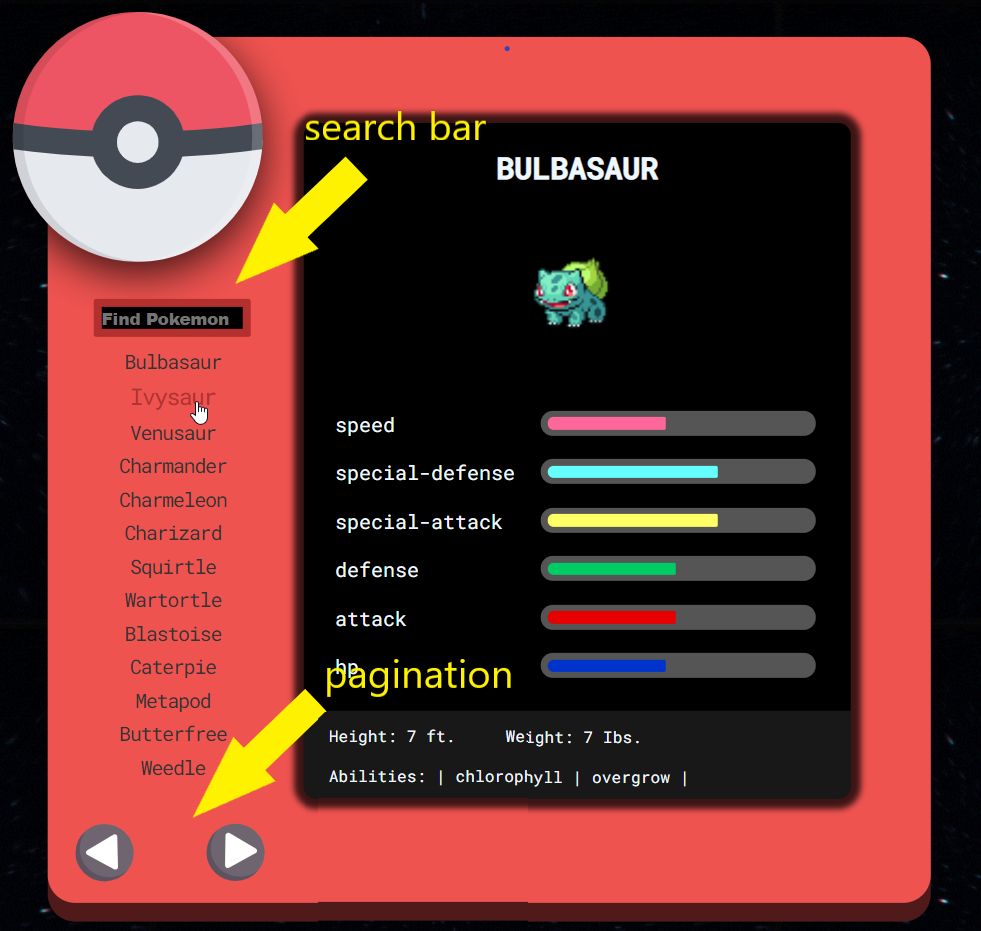 search bar
BULBASAUR
Find Pokemon
Bulbasaur
Ivysaur
Venusaur
Charmander
Charmeleon
Charizard
Squirtle
Wartortle
Blastoise
Caterpie
Metapod
Butterfree
Weedle
speed
special-defense
special-attack
defense
attack
hp
pagination
Height: 7 ft. Weight: 7 Ibs.
Abilities: | chlorophyll | overgrow |